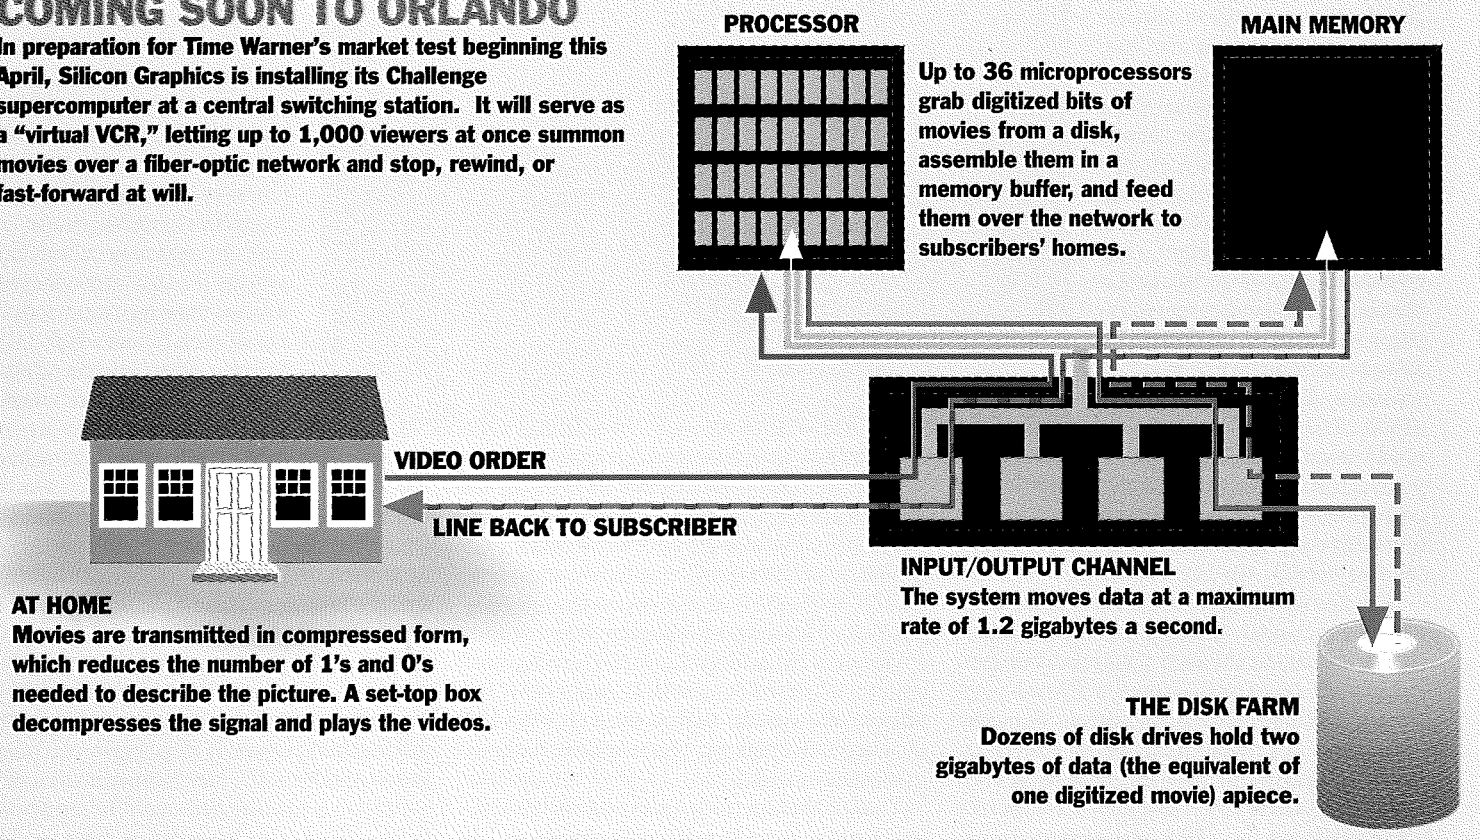 COMING SOON TO ORLANDO
In preparation for Time Warner's market test beginning this
April, Silicon Graphics is installing its Challenge
supercomputer at a central switching station. It will serve as
a "virtual VCR," letting up to 1,000 viewers at once summon
movies over a fiber-optic network and stop, rewind, or
fast-forward at will.
PROCESSOR
Up to 36 microprocessors
grab digitized bits of
movies from a disk,
assemble them in a
memory buffer, and feed
them over the network to
subscribers' homes.
MAIN MEMORY
VIDEO ORDER
LINE BACK TO SUBSCRIBER
AT HOME
Movies are transmitted in compressed form,
which reduces the number of 1's and 0's
needed to describe the picture. A set-top box
decompresses the signal and plays the videos.
INPUT/OUTPUT CHANNEL
The system moves data at a maximum
rate of 1.2 gigabytes a second.
THE DISK FARM
Dozens of disk drives hold two
gigabytes of data (the equivalent of
one digitized movie) apiece.